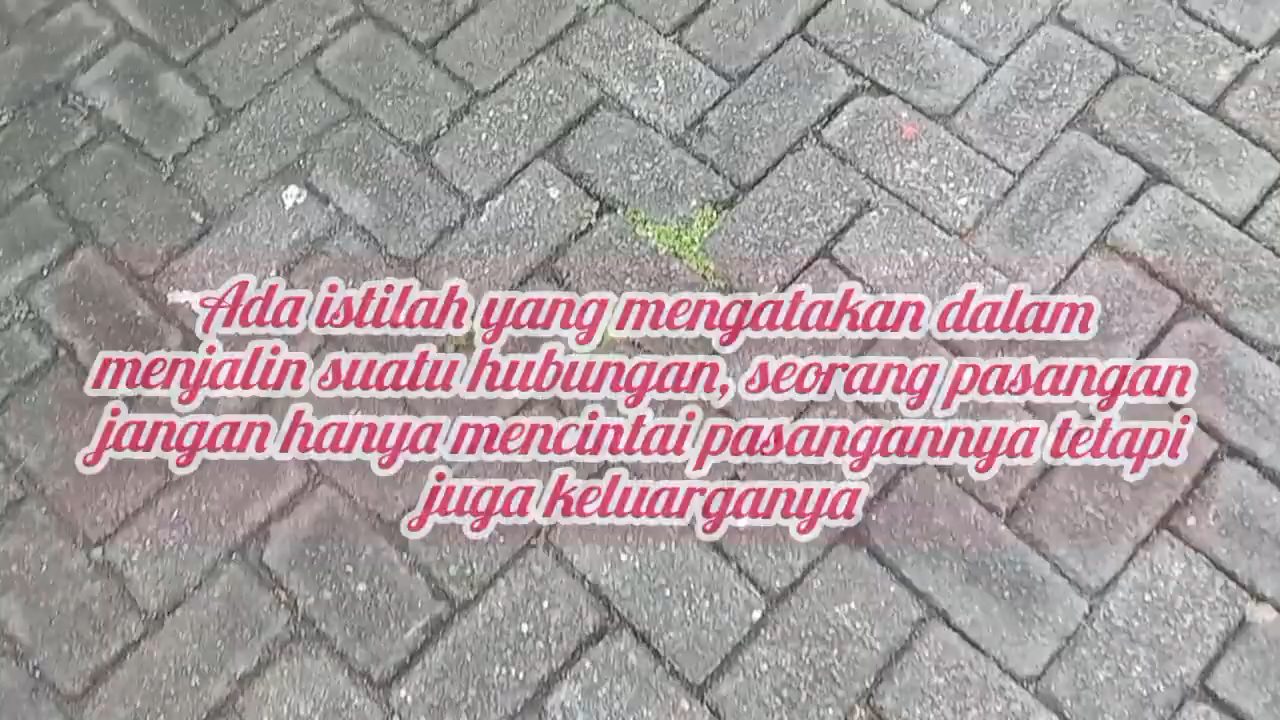 Ada istilah yang mengatakan dalam
menjalin suatu hubungan, seorang pasangan
jangan hanya mencintai pasangannya tetapi
juga keluarganya